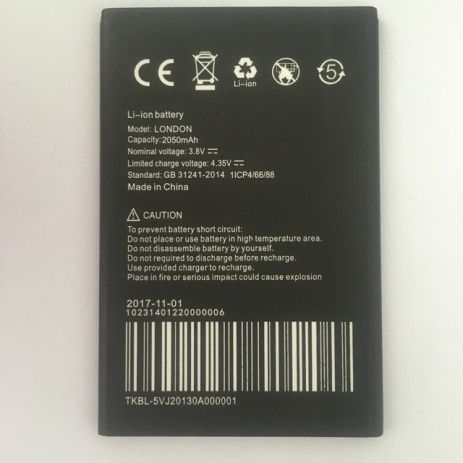 CE
Li-ion
5
Li-ion battery
Model: LONDON
Capacity: 2050mAh
Nominal voltage: 3.8V
Limited charge voltage: 4.35V
Standard: GB 31241-2014 1ICP4/66/88
Made in China
CAUTION
To prevent battery short circuit:
Do not place or use battery in high temperature area.
Do not disassemble battery by yourself.
Do not required to discharge before recharge.
Use provided charger to recharge.
Place in fire or serious impact could cause explosion
2017-11-01
10231401220000006
TKBL-5VJ20130A000001